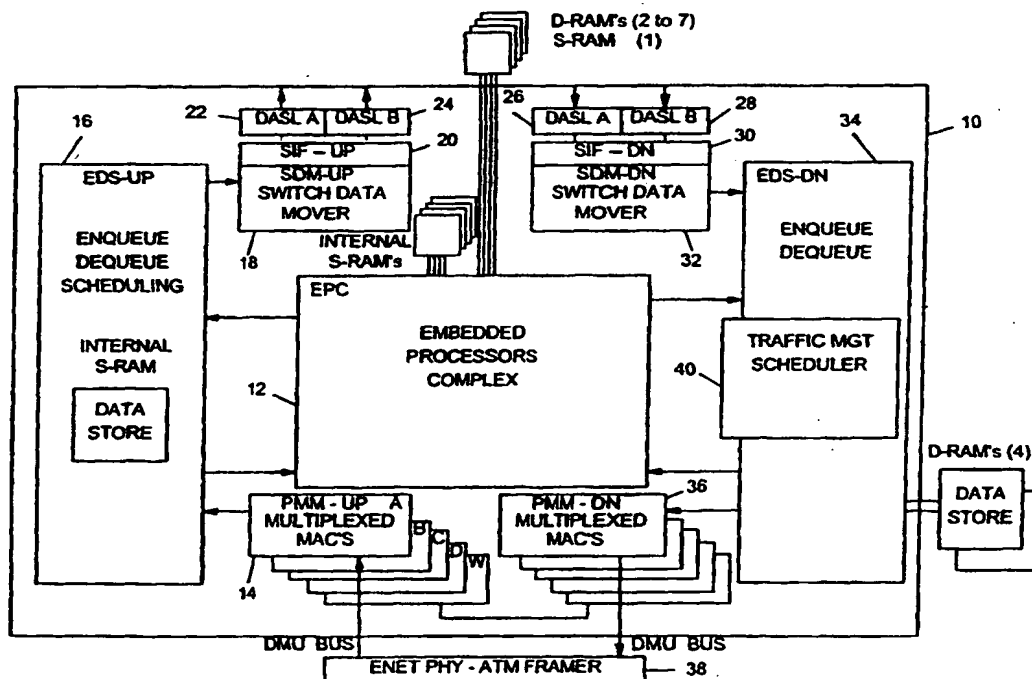 D-RAM's (2 to 7)
S-RAM (1)
22
DASL A
DASL B
24
26
DASL A
DASL B
28
10
16
34
SIF - UP
20
SIF - DN
30
EDS-UP
SDM-UP
SWITCH DATA
MOVER
SDM-DN
SWITCH DATA
MOVER
EDS-DN
ENQUEUE
DEQUEUE
SCHEDULING
18
INTERNAL
S-RAM's
32
ENQUEUE
DEQUEUE
EPC
EMBEDDED
PROCESSORS
COMPLEX
INTERNAL
S-RAM
DATA
STORE
12
40
TRAFFIC MGT
SCHEDULER
D-RAM's (4)
DATA
STORE
PMM - UP A
MULTIPLEXED
MAC'S
B
C
D
W
14
PMM - DN
MULTIPLEXED
MAC'S
36
DMU BUS
DMU BUS
ENET PHY - ATM FRAMER
38